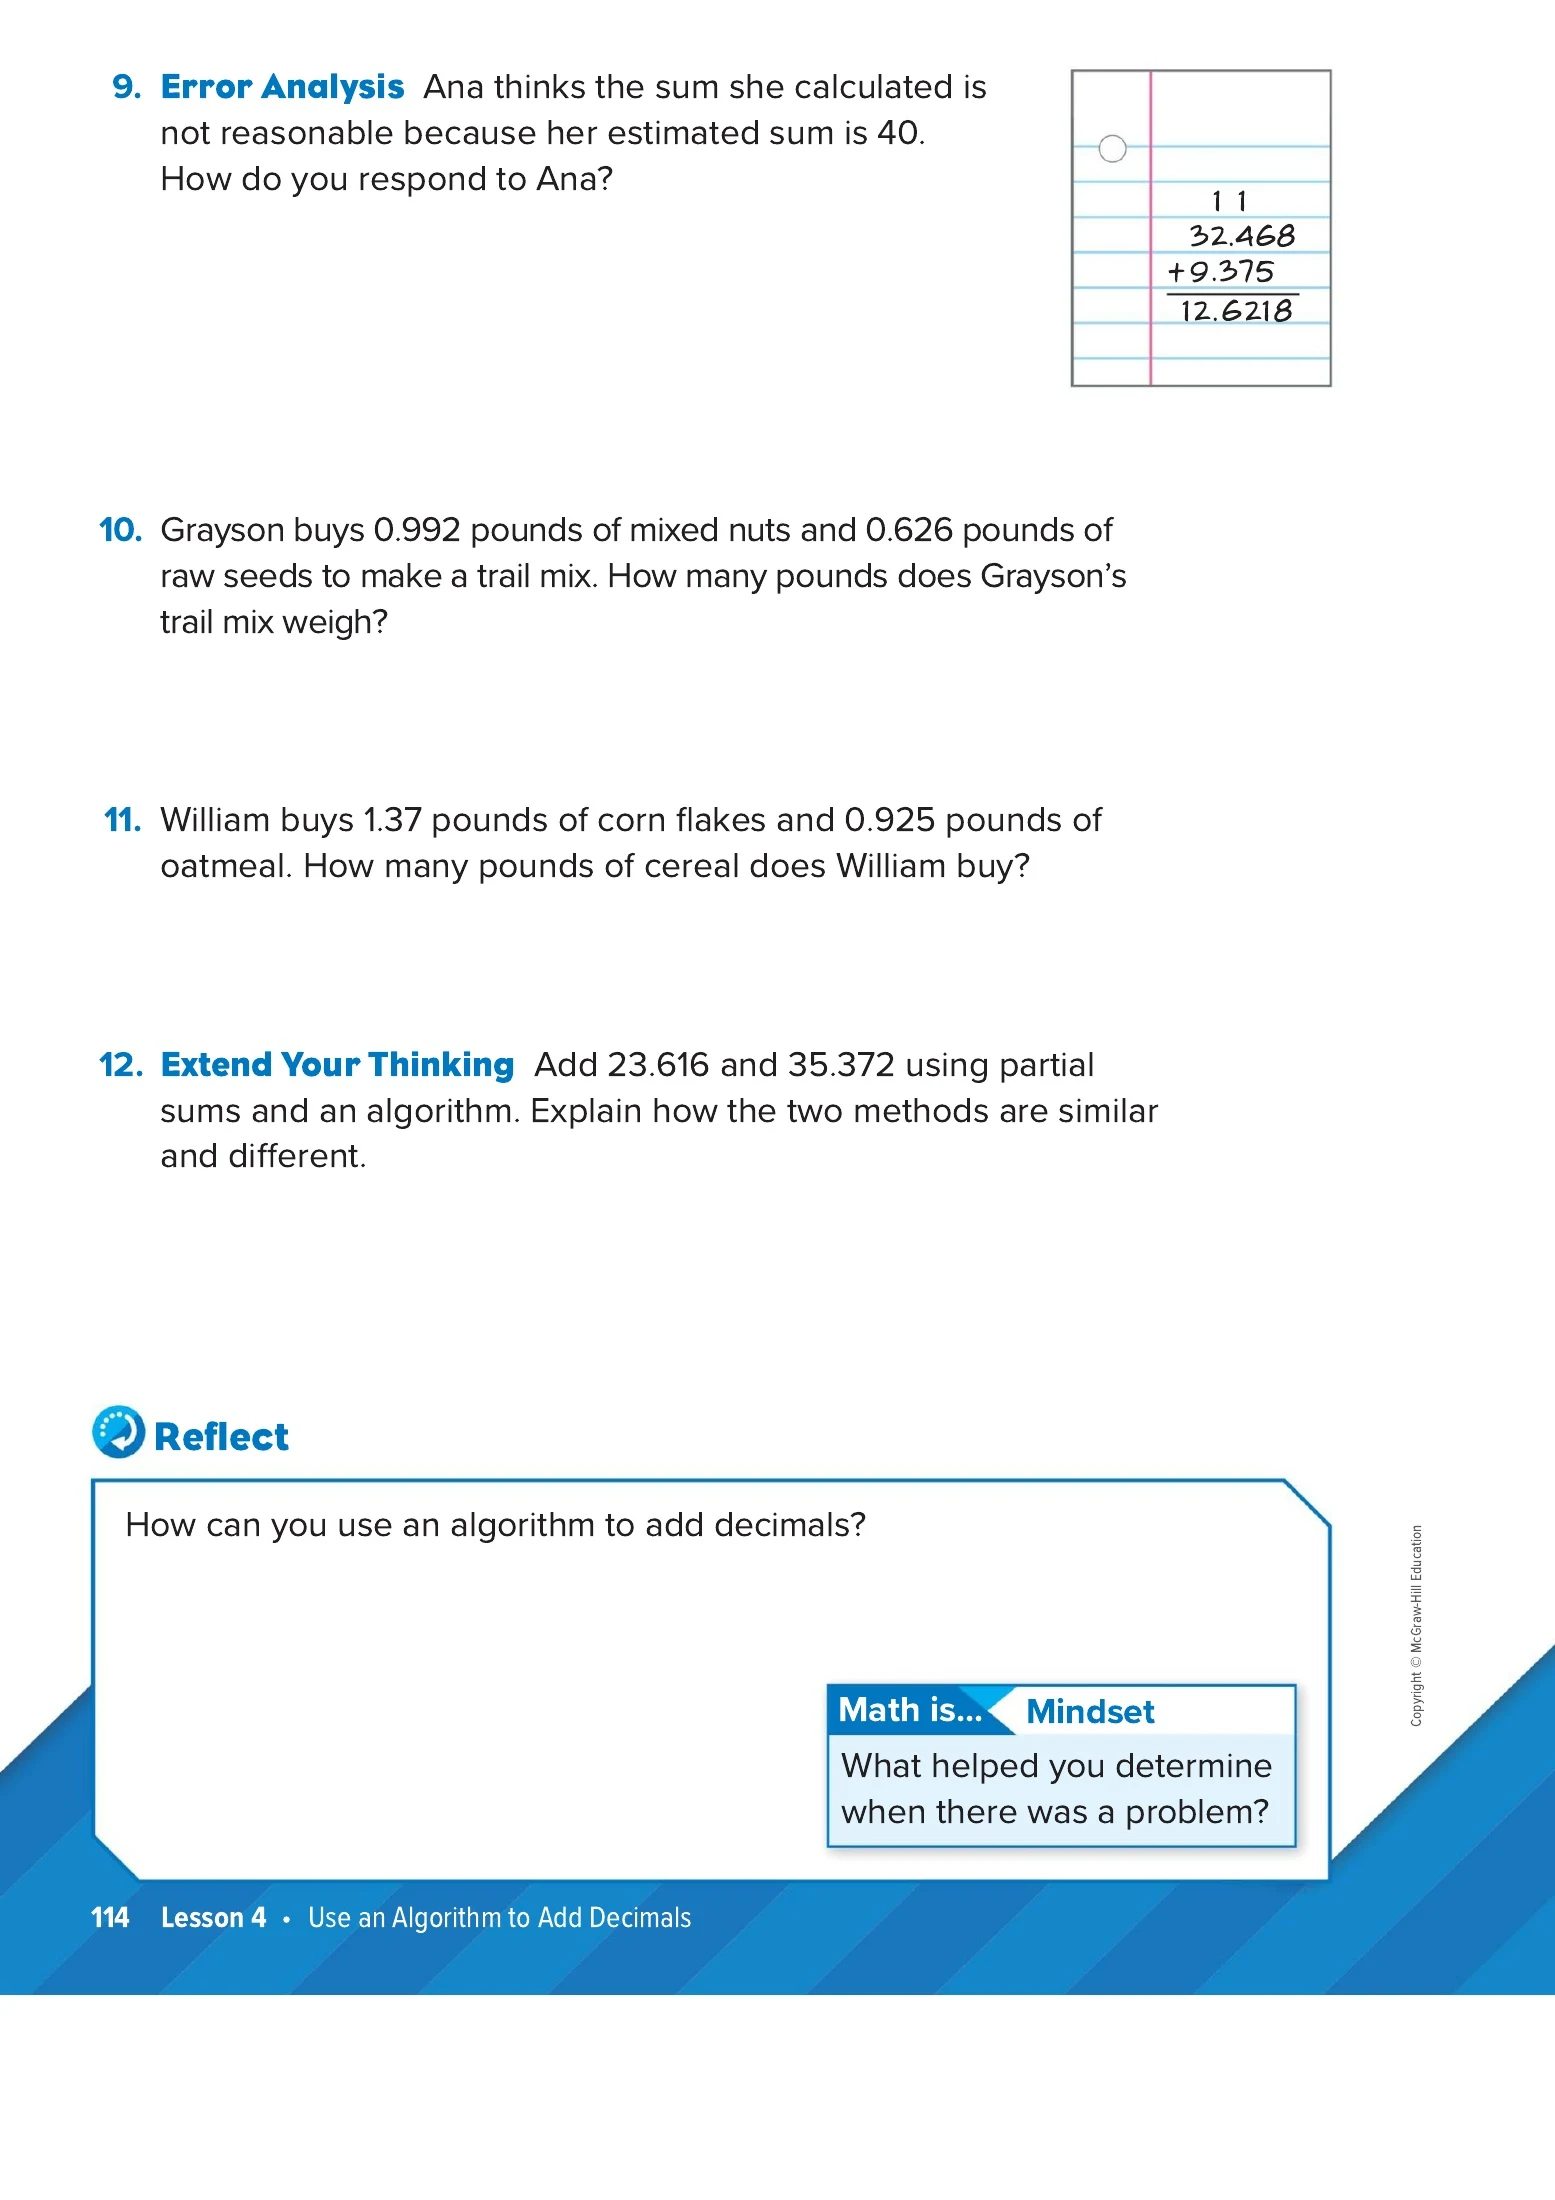 9. Error Analysis Ana thinks the sum she calculated is
not reasonable because her estimated sum is 40.
How do you respond to Ana?
1 1
32.468
+9.375
12.6218
10. Grayson buys 0.992 pounds of mixed nuts and 0.626 pounds of
raw seeds to make a trail mix. How many pounds does Grayson’s
trail mix weigh?
11. William buys 1.37 pounds of corn flakes and 0.925 pounds of
oatmeal. How many pounds of cereal does William buy?
12. Extend Your Thinking Add 23.616 and 35.372 using partial
sums and an algorithm. Explain how the two methods are similar
and different.
Reflect
How can you use an algorithm to add decimals?
Math is... Mindset
What helped you determine
when there was a problem?
Copyright © McGraw-Hill Education
114 Lesson 4 • Use an Algorithm to Add Decimals